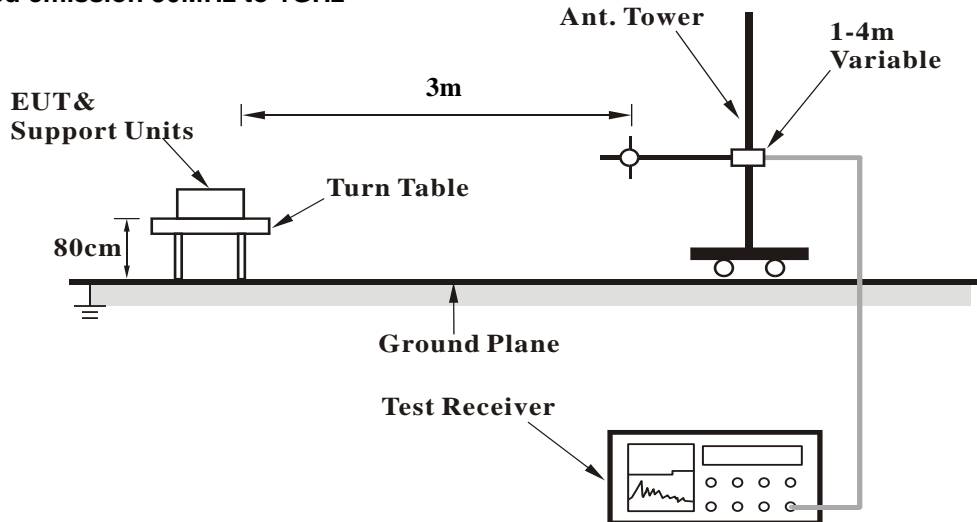 Ant. Tower
1-4m
Variable
3m
EUT&
Support Units
Turn Table
80cm
Ground Plane
Test Receiver